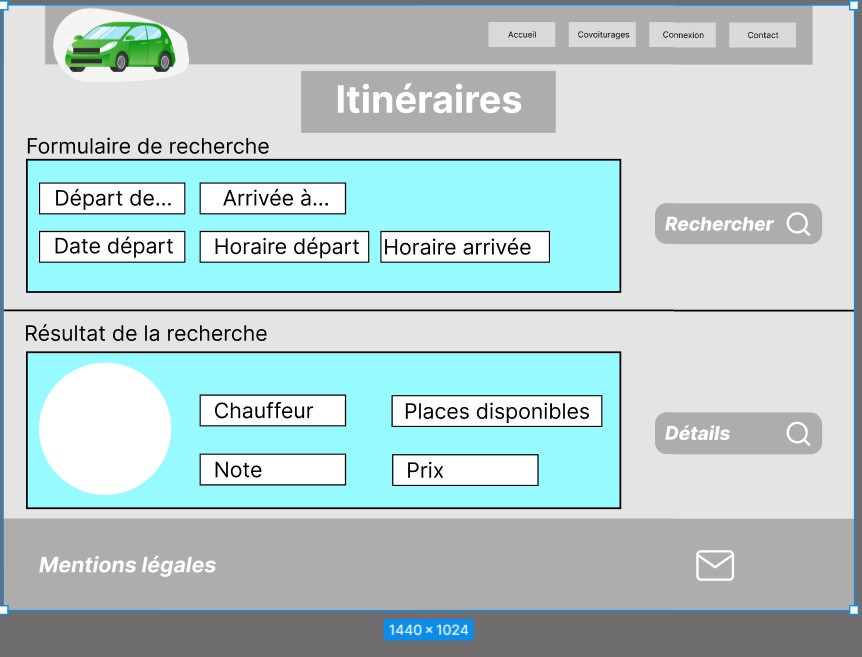 Accueil
Covoiturages
Connexion
Contact
Itinéraires
Formulaire de recherche
Départ de...
Arrivée à...
Date départ
Horaire départ
Horaire arrivée
Rechercher
Résultat de la recherche
Chauffeur
Places disponibles
Note
Prix
Détails
Mentions légales
1440 × 1024